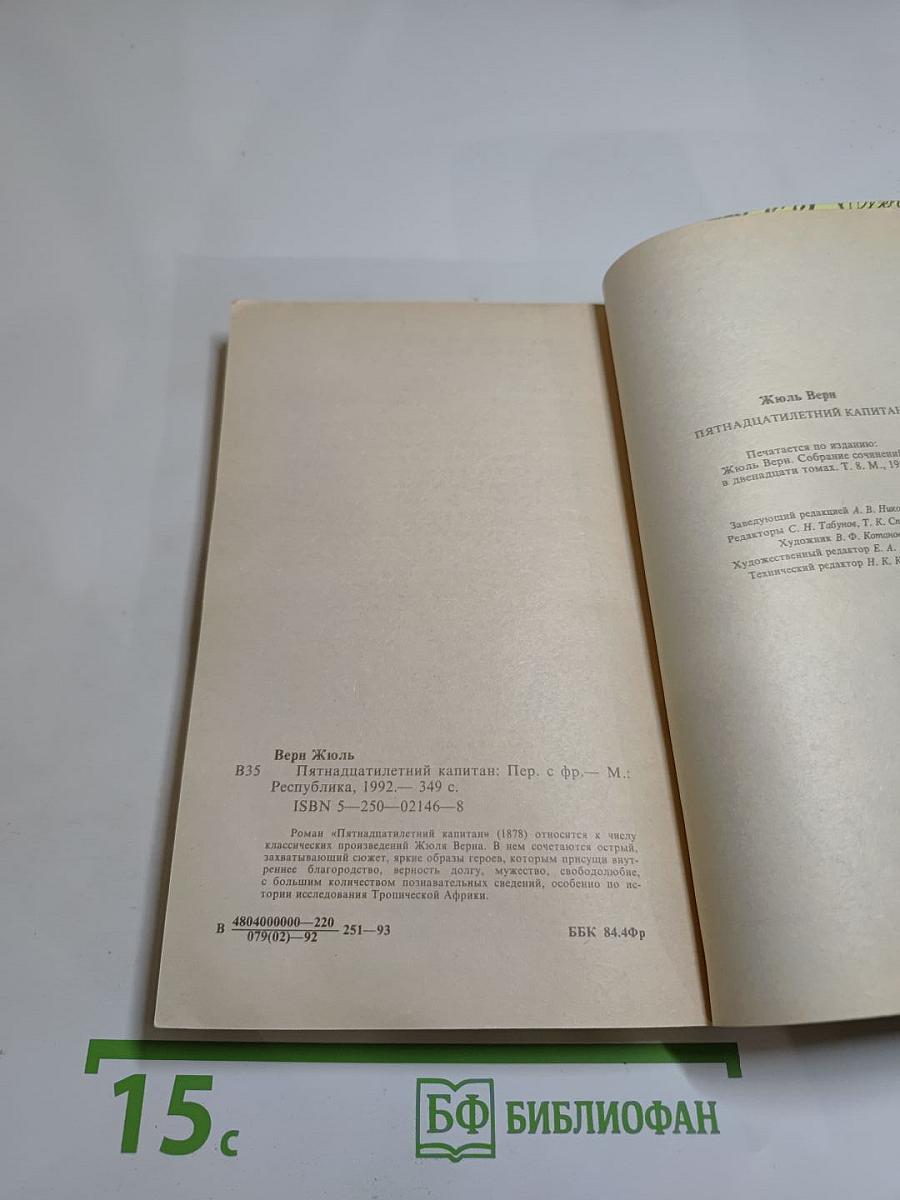 Верн Жюль
В35 Пятнадцатилетний капитан: Пер. с фр.— М.:
Республика, 1992.— 349 с.
ISBN 5—250—02146—8
Роман «Пятнадцатилетний капитан» (1878) относится к числу
классических произведений Жюля Верна. В нем сочетаются острый,
захватывающий сюжет, яркие образы героев, которым присущи внут-
реннее благородство, верность долгу, мужество, свободолюбие,
с большим количеством познавательных сведений, особенно по ис-
тории исследования Тропической Африки.
В 4804000000—220
079(02)—92
251—93
ББК 84.4Фр
Жюль Верн
ПЯТНАДЦАТИЛЕТНИЙ КАПИТАН
Печатается по изданию:
Жюль Верн. Собрание сочинений
в двенадцати томах. Т. 8. М., 19
Заведующий редакцией А. В. Нико
Редакторы С. Н. Табунов, Т. К. Ст
Художник В. Ф. Котано
Художественный редактор Е. А.
Технический редактор Н. К. К
15 с
БФ БИБЛИОФАН